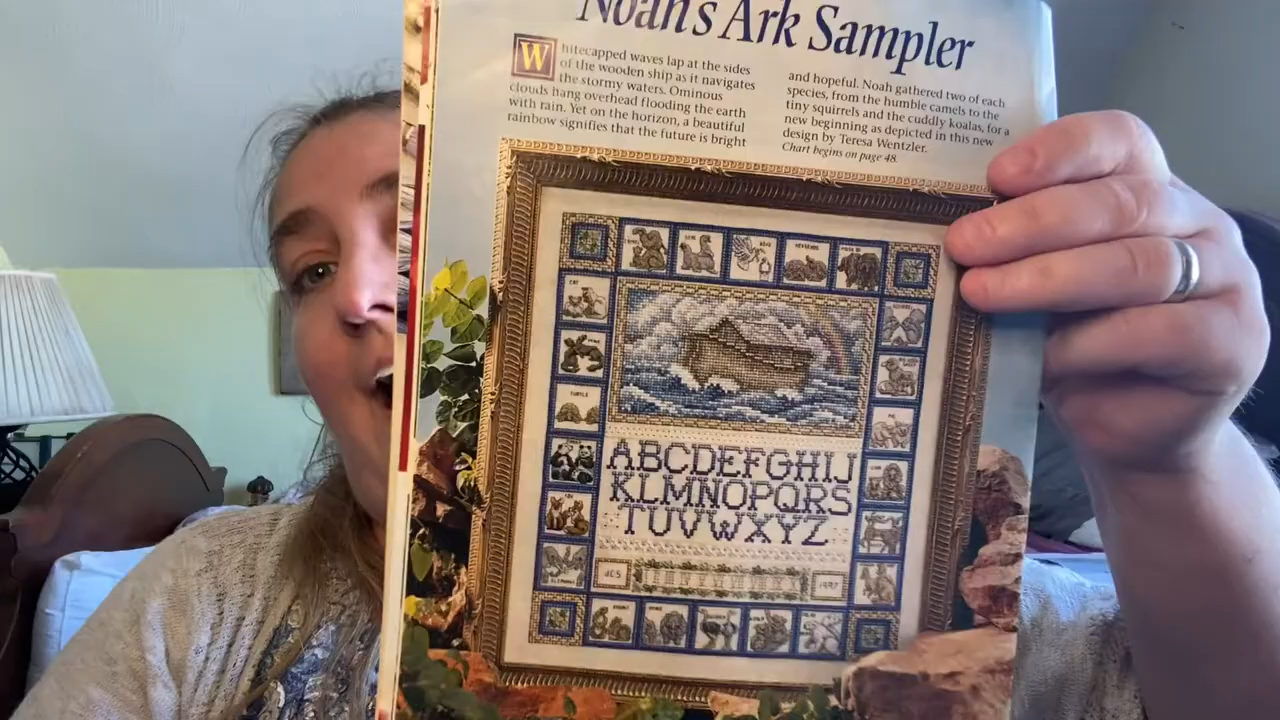 Noah's Ark Sampler
Whitecapped waves lap at the sides
of the wooden ship as it navigates
the stormy waters. Ominous
clouds hang overhead flooding the earth
with rain. Yet on the horizon, a beautiful
rainbow signifies that the future is bright
and hopeful. Noah gathered two of each
species, from the humble camels to the
tiny squirrels and the cuddly koalas, for a
new beginning as depicted in this new
design by Teresa Wentzler.
Chart begins on page 48.
CAT
TURTLE
ABCDEFGHIJ
KLMNOPQRS
TUVWXYZ
JCS
1997